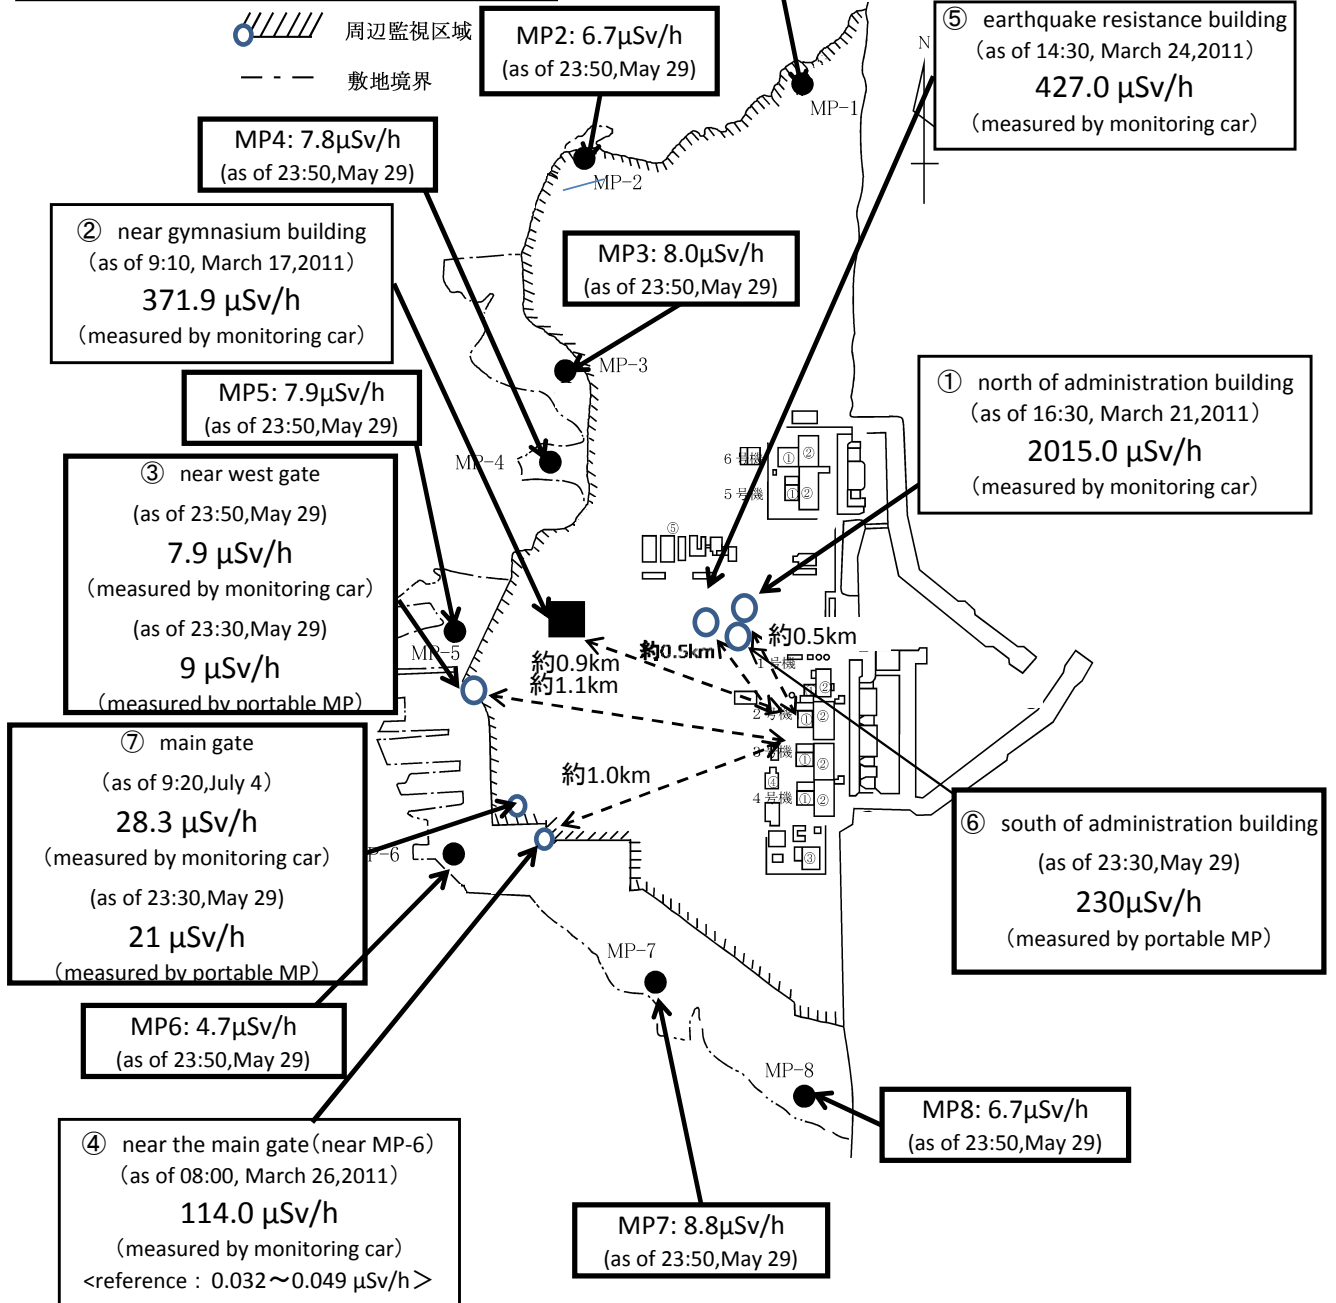 周辺監視区域
敷地境界
MP2: 6.7μSv/h
(as of 23:50,May 29)
⑤ earthquake resistance building
(as of 14:30, March 24,2011)
427.0 μSv/h
(measured by monitoring car)
N
MP-1
MP4: 7.8μSv/h
(as of 23:50,May 29)
MP-2
② near gymnasium building
(as of 9:10, March 17,2011)
371.9 μSv/h
(measured by monitoring car)
MP3: 8.0μSv/h
(as of 23:50,May 29)
MP-3
① north of administration building
(as of 16:30, March 21,2011)
2015.0 μSv/h
(measured by monitoring car)
MP5: 7.9μSv/h
(as of 23:50,May 29)
MP-4
③ near west gate
(as of 23:50,May 29)
7.9 μSv/h
(measured by monitoring car)
(as of 23:30,May 29)
9 μSv/h
(measured by portable MP)
6号機
① ②
5号機
① ②
⑤
MP-5
約0.9km
約1.1km
約0.5km
約0.5km
1号機
②
2号機
① ②
3号機
① ②
④
4号機
① ②
③
約1.0km
⑦ main gate
(as of 9:20,July 4)
28.3 μSv/h
(measured by monitoring car)
(as of 23:30,May 29)
21 μSv/h
(measured by portable MP)
P-6
⑥ south of administration building
(as of 23:30,May 29)
230μSv/h
(measured by portable MP)
MP-7
MP6: 4.7μSv/h
(as of 23:50,May 29)
MP-8
MP8: 6.7μSv/h
(as of 23:50,May 29)
④ near the main gate(near MP-6)
(as of 08:00, March 26,2011)
114.0 μSv/h
(measured by monitoring car)
<reference : 0.032～0.049 μSv/h＞
MP7: 8.8μSv/h
(as of 23:50,May 29)